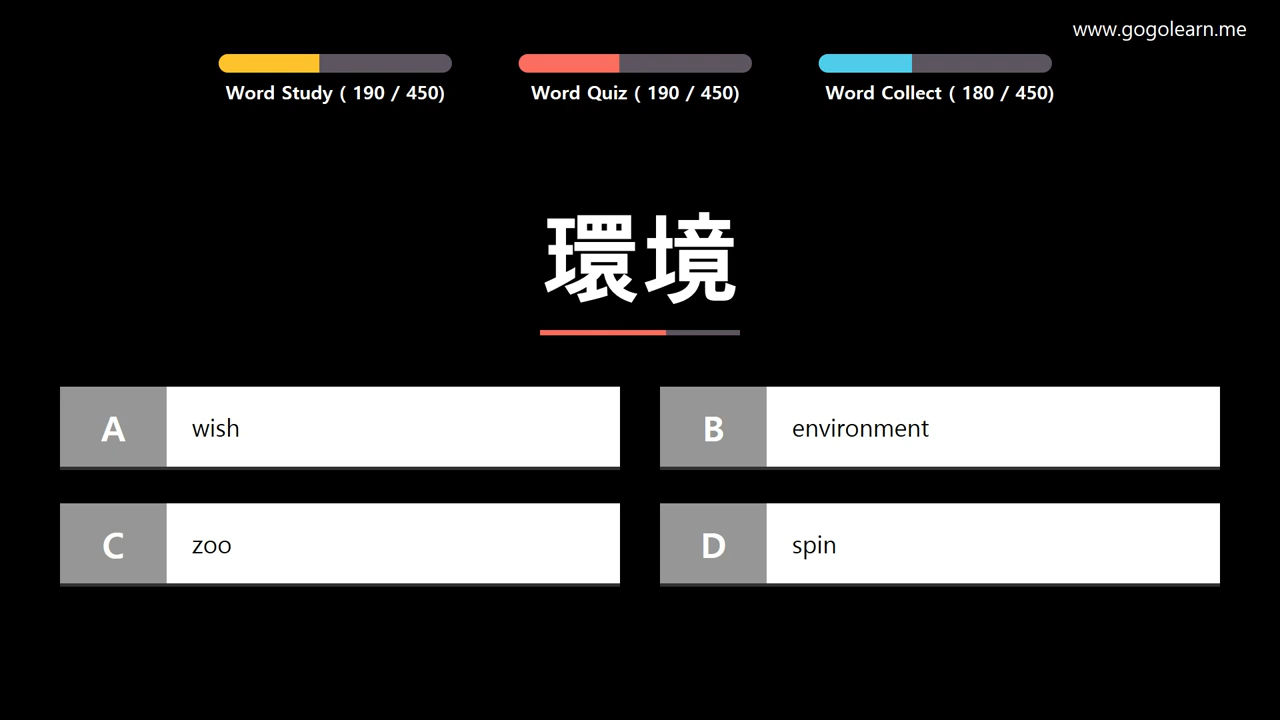 www.gogolearn.me
Word Study ( 190 / 450)
Word Quiz ( 190 / 450)
Word Collect ( 180 / 450)
環境
A wish
B environment
C zoo
D spin